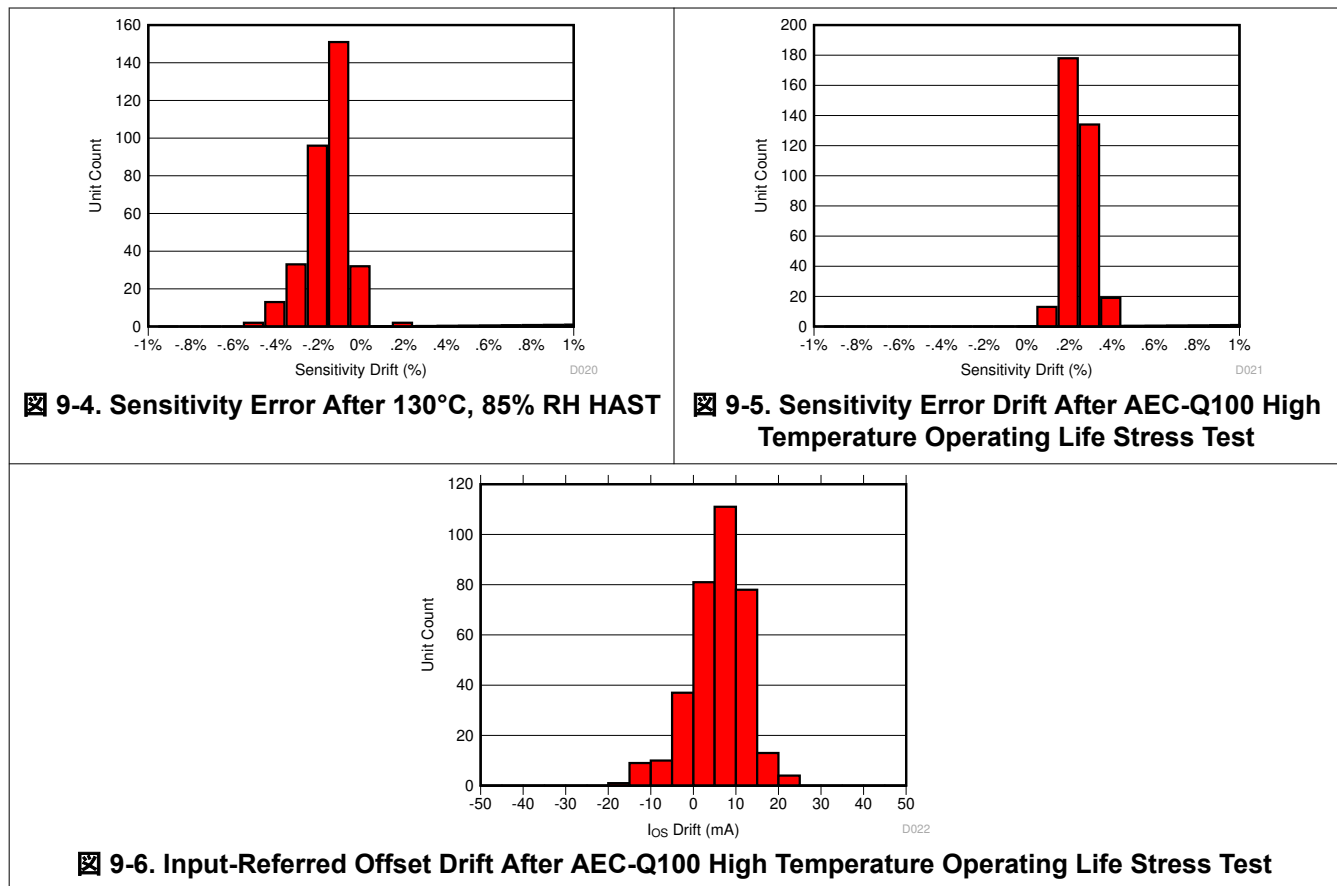 160
140
120
100
80
60
40
20
0
Unit Count
-1% -.8% -.6% -.4% -.2% 0% .2% .4% .6% .8% 1%
Sensitivity Drift (%)
D020
図 9-4. Sensitivity Error After 130°C, 85% RH HAST
200
180
160
140
120
100
80
60
40
20
0
Unit Count
-1% -.8% -.6% -.4% -.2% 0% .2% .4% .6% .8% 1%
Sensitivity Drift (%)
D021
図 9-5. Sensitivity Error Drift After AEC-Q100 High
Temperature Operating Life Stress Test
120
100
80
60
40
20
0
Unit Count
-50 -40 -30 -20 -10 0 10 20 30 40 50
IOS Drift (mA)
D022
図 9-6. Input-Referred Offset Drift After AEC-Q100 High Temperature Operating Life Stress Test